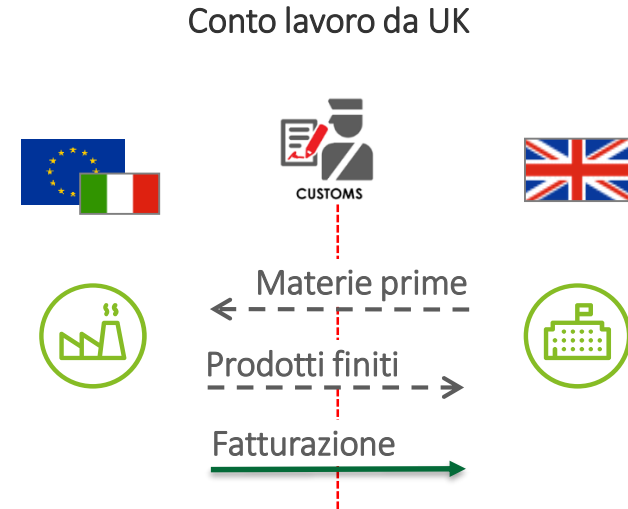 Conto lavoro da UK
CUSTOMS
Materie prime
Prodotti finiti
Fatturazione